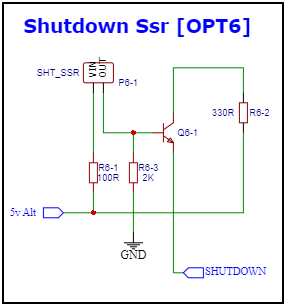 Shutdown Ssr [OPT6]
VIN
OUT
SHT_SSR
P6-1
330R
R6-2
Q6-1
R6-1
100R
R6-3
2K
5v Alt
GND
SHUTDOWN